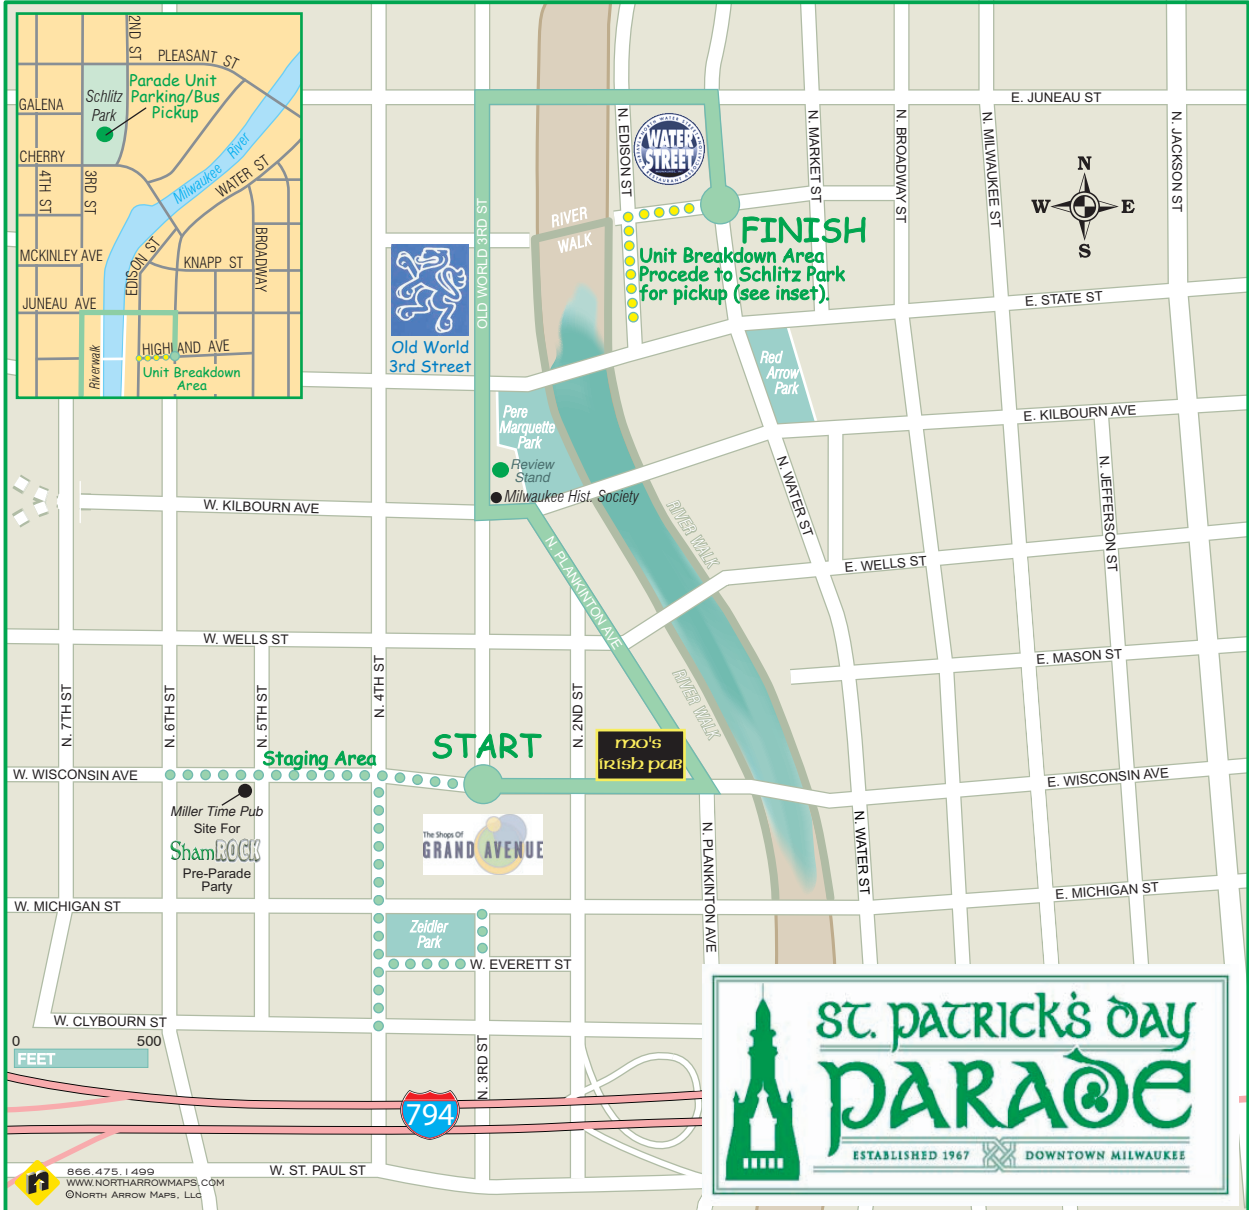 2ND ST
PLEASANT ST
Parade Unit
Parking/Bus
Pickup
Schlitz
Park
GALENA
CHERRY
4TH ST
3RD ST
Milwaukee River
WATER ST
MCKINLEY AVE
EDISON ST
KNAPP ST
BROADWAY
JUNEAU AVE
HIGHLAND AVE
Riverwalk
Unit Breakdown
Area
E. JUNEAU ST
N. EDISON ST
WATER
STREET
N. MARKET ST
N. BROADWAY ST
N. MILWAUKEE ST
N. JACKSON ST
N
W E
S
RIVER
WALK
FINISH
Unit Breakdown Area
Procede to Schlitz Park
for pickup (see inset).
OLD WORLD 3RD ST
Old World
3rd Street
E. STATE ST
Red
Arrow
Park
Pere
Marquette
Park
E. KILBOURN AVE
Review
Stand
Milwaukee Hist. Society
W. KILBOURN AVE
N. WATER ST
N. JEFFERSON ST
RIVER WALK
N. PLANKINTON AVE
E. WELLS ST
W. WELLS ST
E. MASON ST
N. 7TH ST
N. 6TH ST
N. 5TH ST
N. 4TH ST
N. 2ND ST
RIVER WALK
START
MO'S
IRISH PUB
Staging Area
W. WISCONSIN AVE
E. WISCONSIN AVE
Miller Time Pub
Site For
ShamROCK
Pre-Parade
Party
The Shops Of
GRAND AVENUE
N. PLANKINTON AVE
N. WATER ST
W. MICHIGAN ST
E. MICHIGAN ST
Zeidler
Park
W. EVERETT ST
W. CLYBOURN ST
0 500
FEET
N. 3RD ST
794
W. ST. PAUL ST
n
866.475.1499
WWW.NORTHARROWMAPS.COM
©NORTH ARROW MAPS, LLC
ST. PATRICK'S DAY
PARADE
ESTABLISHED 1967 DOWNTOWN MILWAUKEE